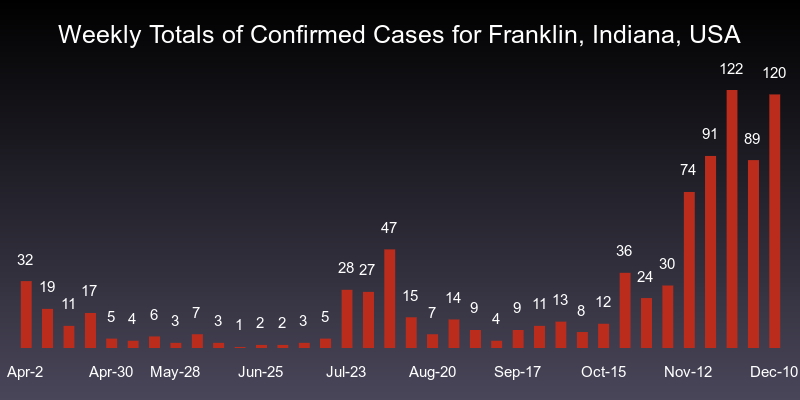 Weekly Totals of Confirmed Cases for Franklin, Indiana, USA
32 19 11 17 5 4 6 3 7 3 1 2 2 3 5 28 27 47 15 7 14 9 4 9 11 13 8 12 36 24 30 74 91 122 89 120
Apr-2 Apr-30 May-28 Jun-25 Jul-23 Aug-20 Sep-17 Oct-15 Nov-12 Dec-10